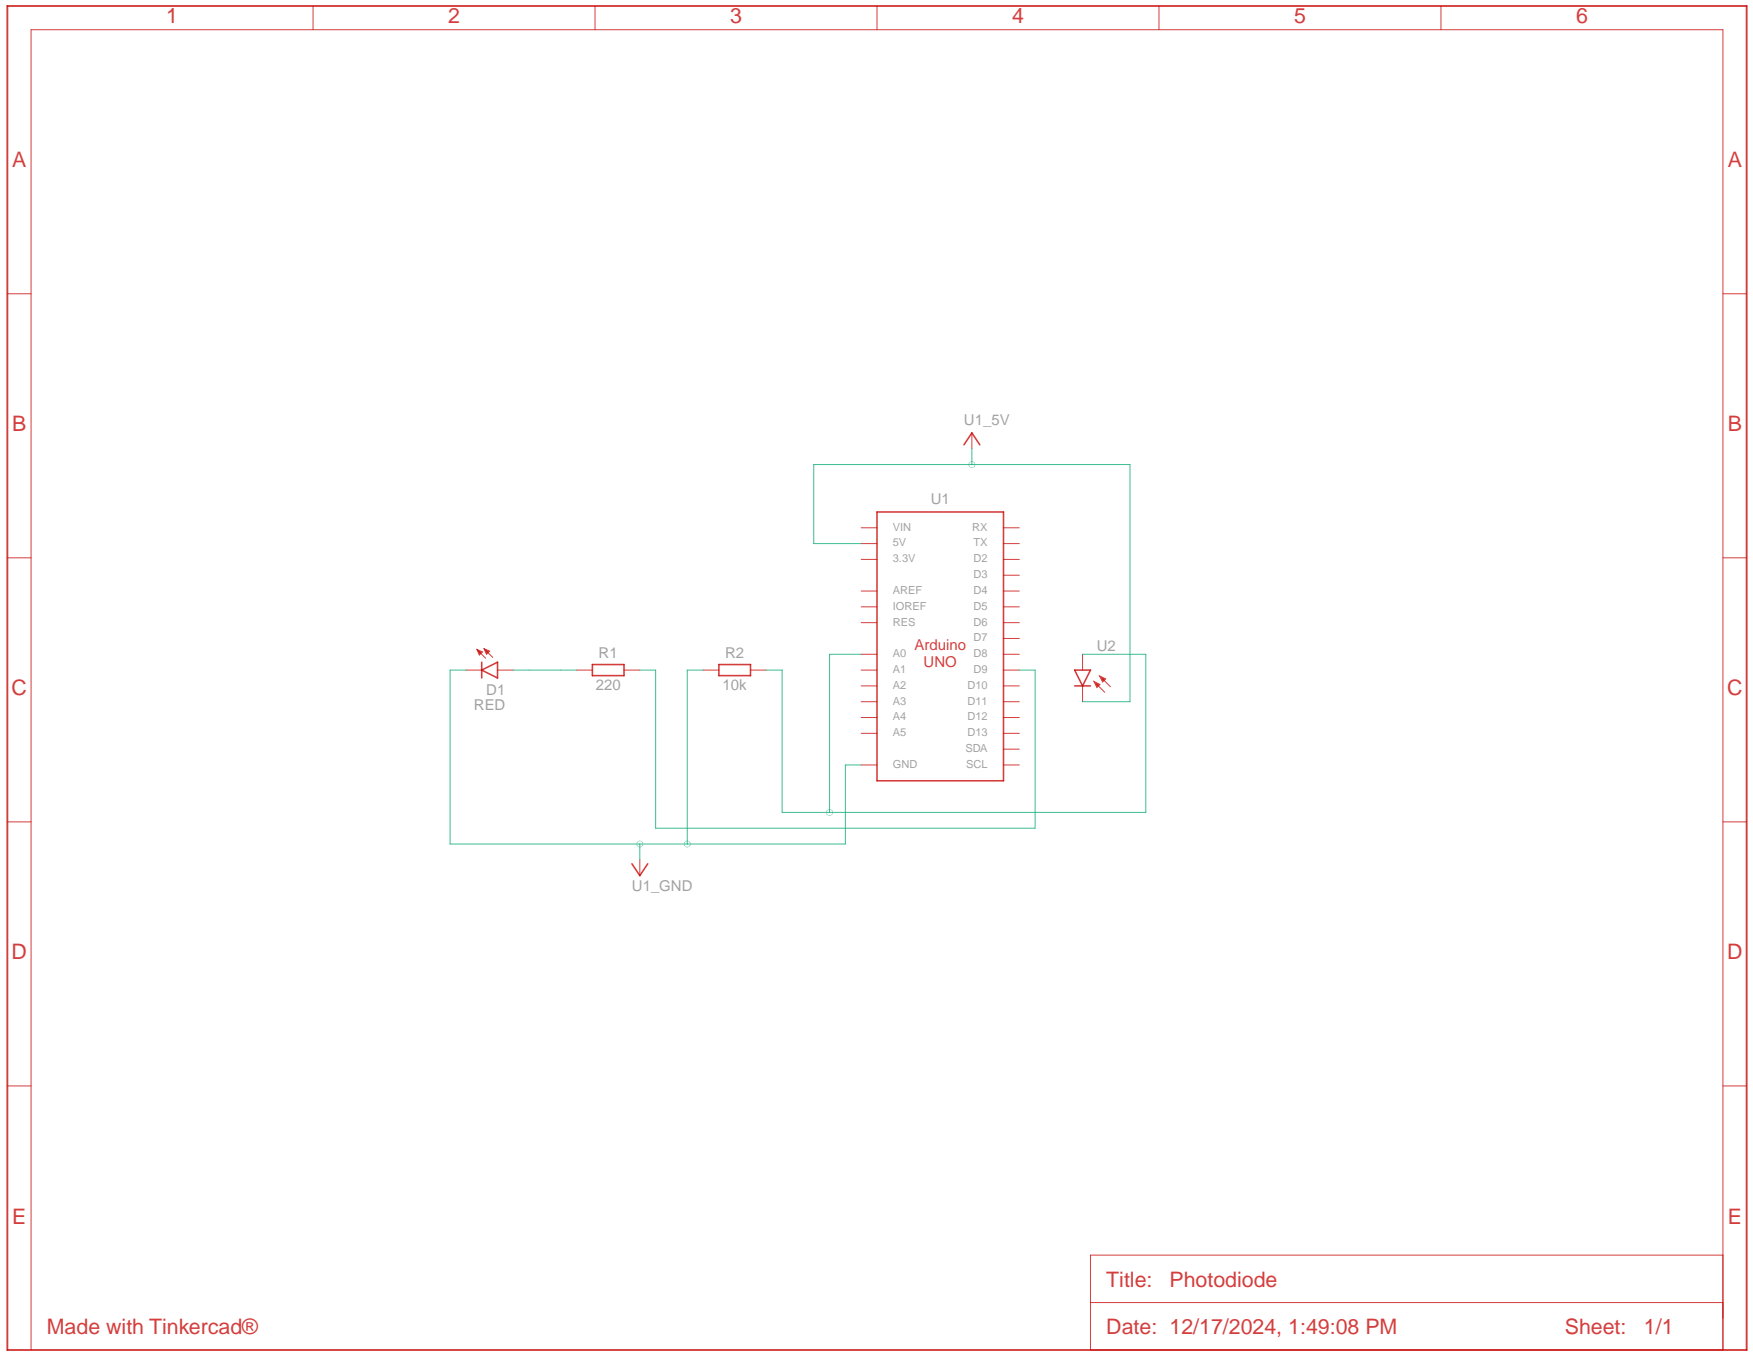 1 2 3 4 5 6
A A
B B
U1_5V
U1
VIN RX
5V TX
3.3V D2
D3
AREF D4
IOREF D5
RES D6
D7
Arduino
UNO
A0 D8
A1 D9
A2 D10
A3 D11
A4 D12
A5 D13
SDA
GND SCL
R1
220
R2
10k
U2
D1
RED
C C
U1_GND
D D
E E
Title: Photodiode
Date: 12/17/2024, 1:49:08 PM Sheet: 1/1
Made with Tinkercad®